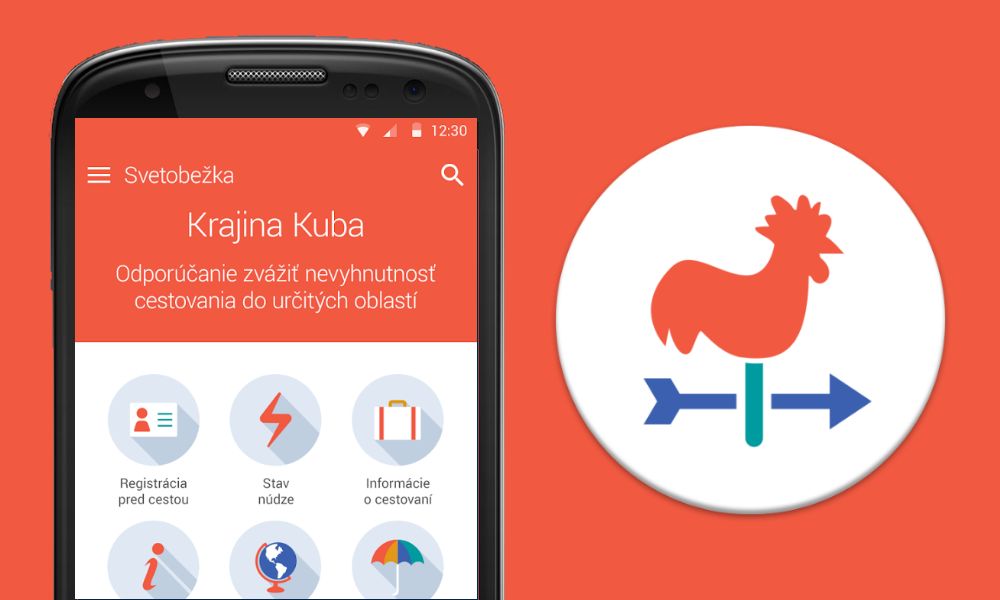 12:30
Svetobežka
Krajina Kuba
Odporúčanie zvážiť nevyhnutnosť
cestovania do určitých oblastí
Registrácia
pred cestou
Stav
núdze
Informácie
o cestovaní